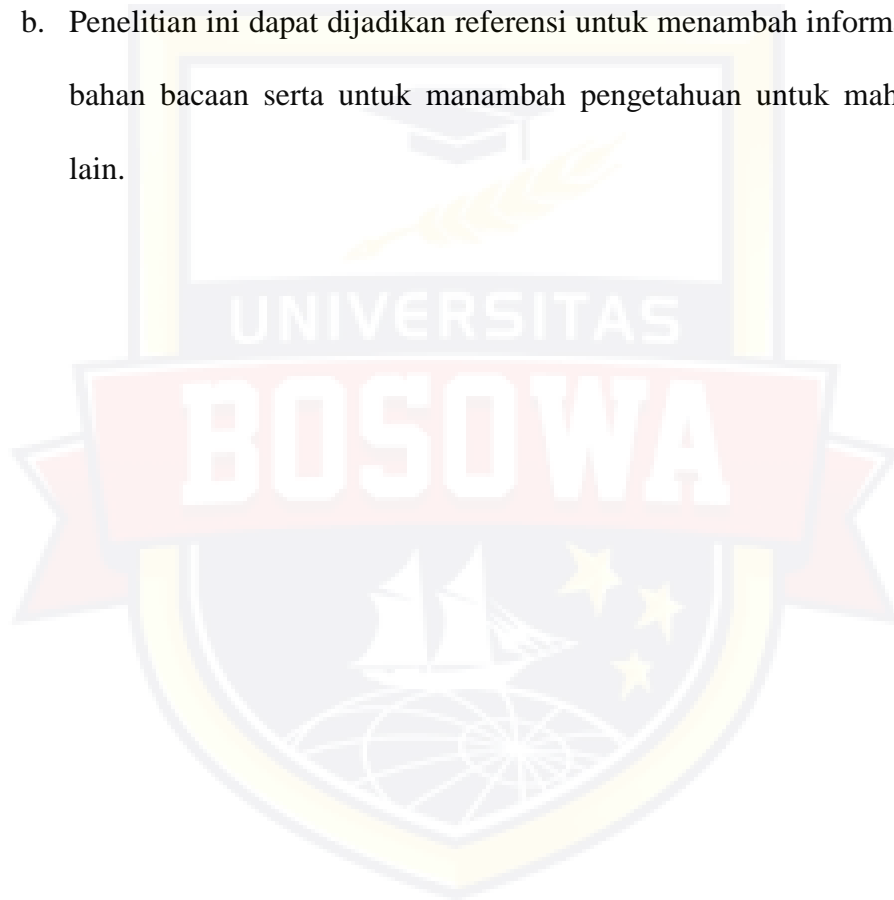 b. Penelitian ini dapat dijadikan referensi untuk menambah inform
bahan bacaan serta untuk manambah pengetahuan untuk mah
lain.
UNIVERSITAS
BOSOWA